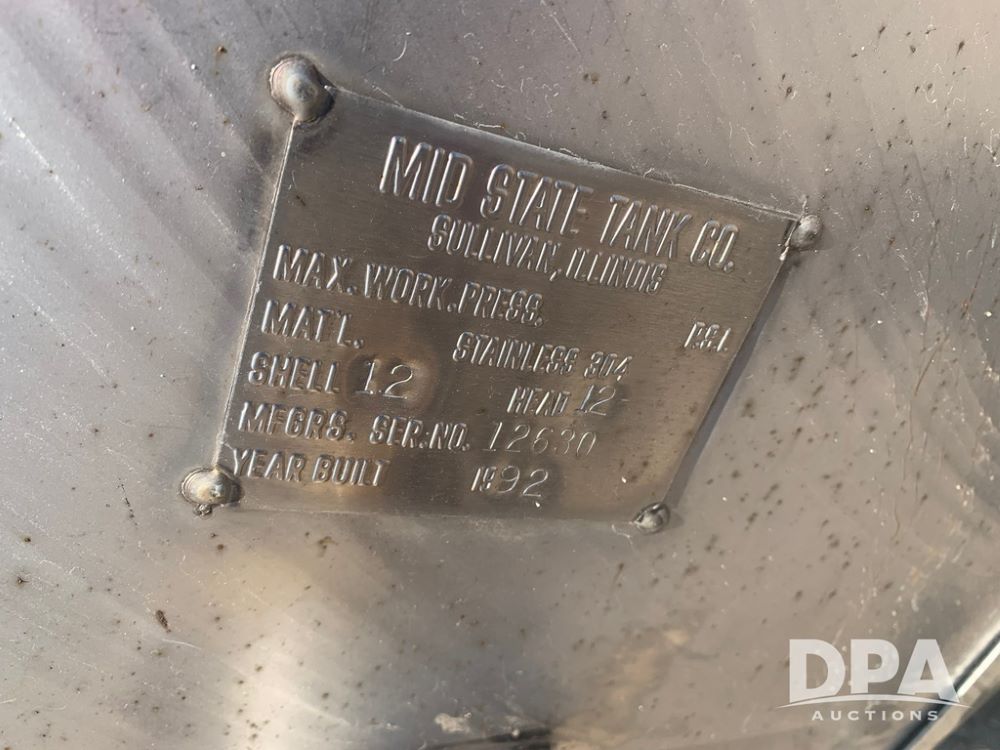 MID STATE TANK CO.
SULLIVAN, ILLINOIS
MAX. WORK. PRESS. P.S.I.
MAT'L. STAINLESS 304
SHELL 12 HEAD 12
MFGRS. SER. NO. 12630
YEAR BUILT 1992
DPA
AUCTIONS